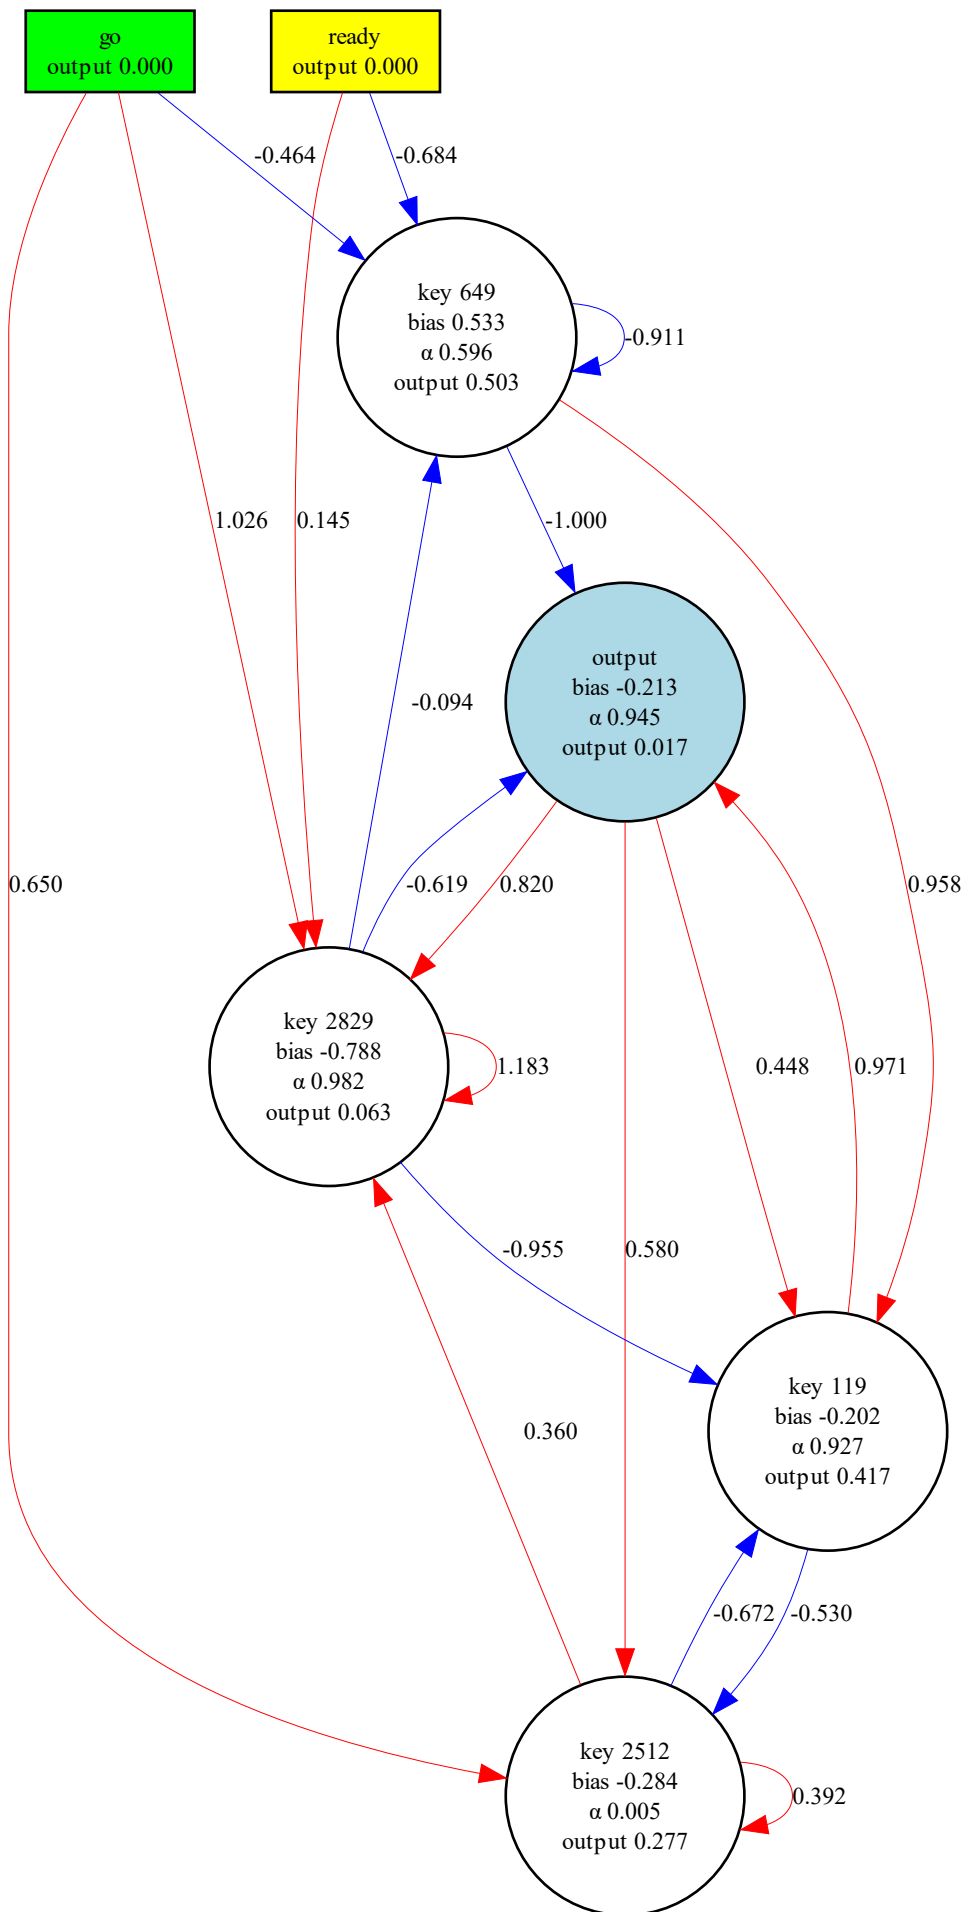 go
output 0.000
ready
output 0.000
-0.464
-0.684
key 649
bias 0.533
α 0.596
output 0.503
-0.911
1.026
0.145
-1.000
output
bias -0.213
α 0.945
output 0.017
-0.094
0.650
-0.619
0.820
0.958
key 2829
bias -0.788
α 0.982
output 0.063
1.183
0.448
0.971
-0.955
0.580
key 119
bias -0.202
α 0.927
output 0.417
0.360
-0.672
-0.530
key 2512
bias -0.284
α 0.005
output 0.277
0.392